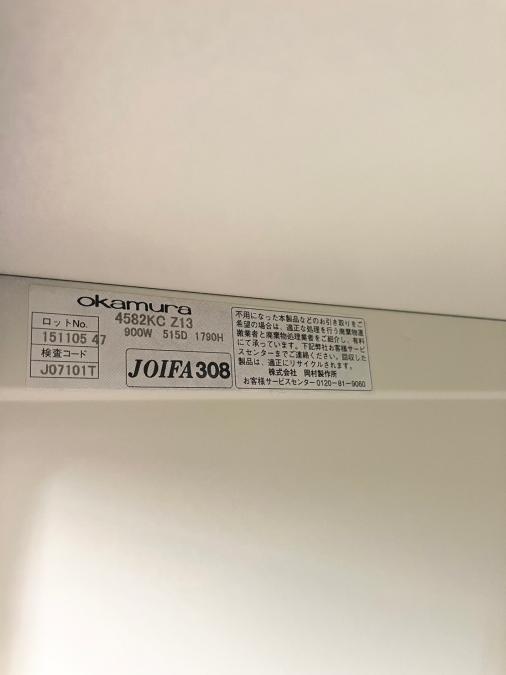 okamura
4582KC Z13
900W 515D 1790H
ロットNo.
151105 47
検査コード
J07101T
JOIFA308
不用になった本製品などのお引き取りをご
希望の場合は、適正な処理を行う廃棄物運
搬業者と廃棄物処理業者をご紹介し、有料
にて承っています。下記弊社お客様サービ
スセンターまでご連絡ください。回収した
製品は、適正にリサイクルされます。
株式会社 岡村製作所
お客様サービスセンター0120-81-9060